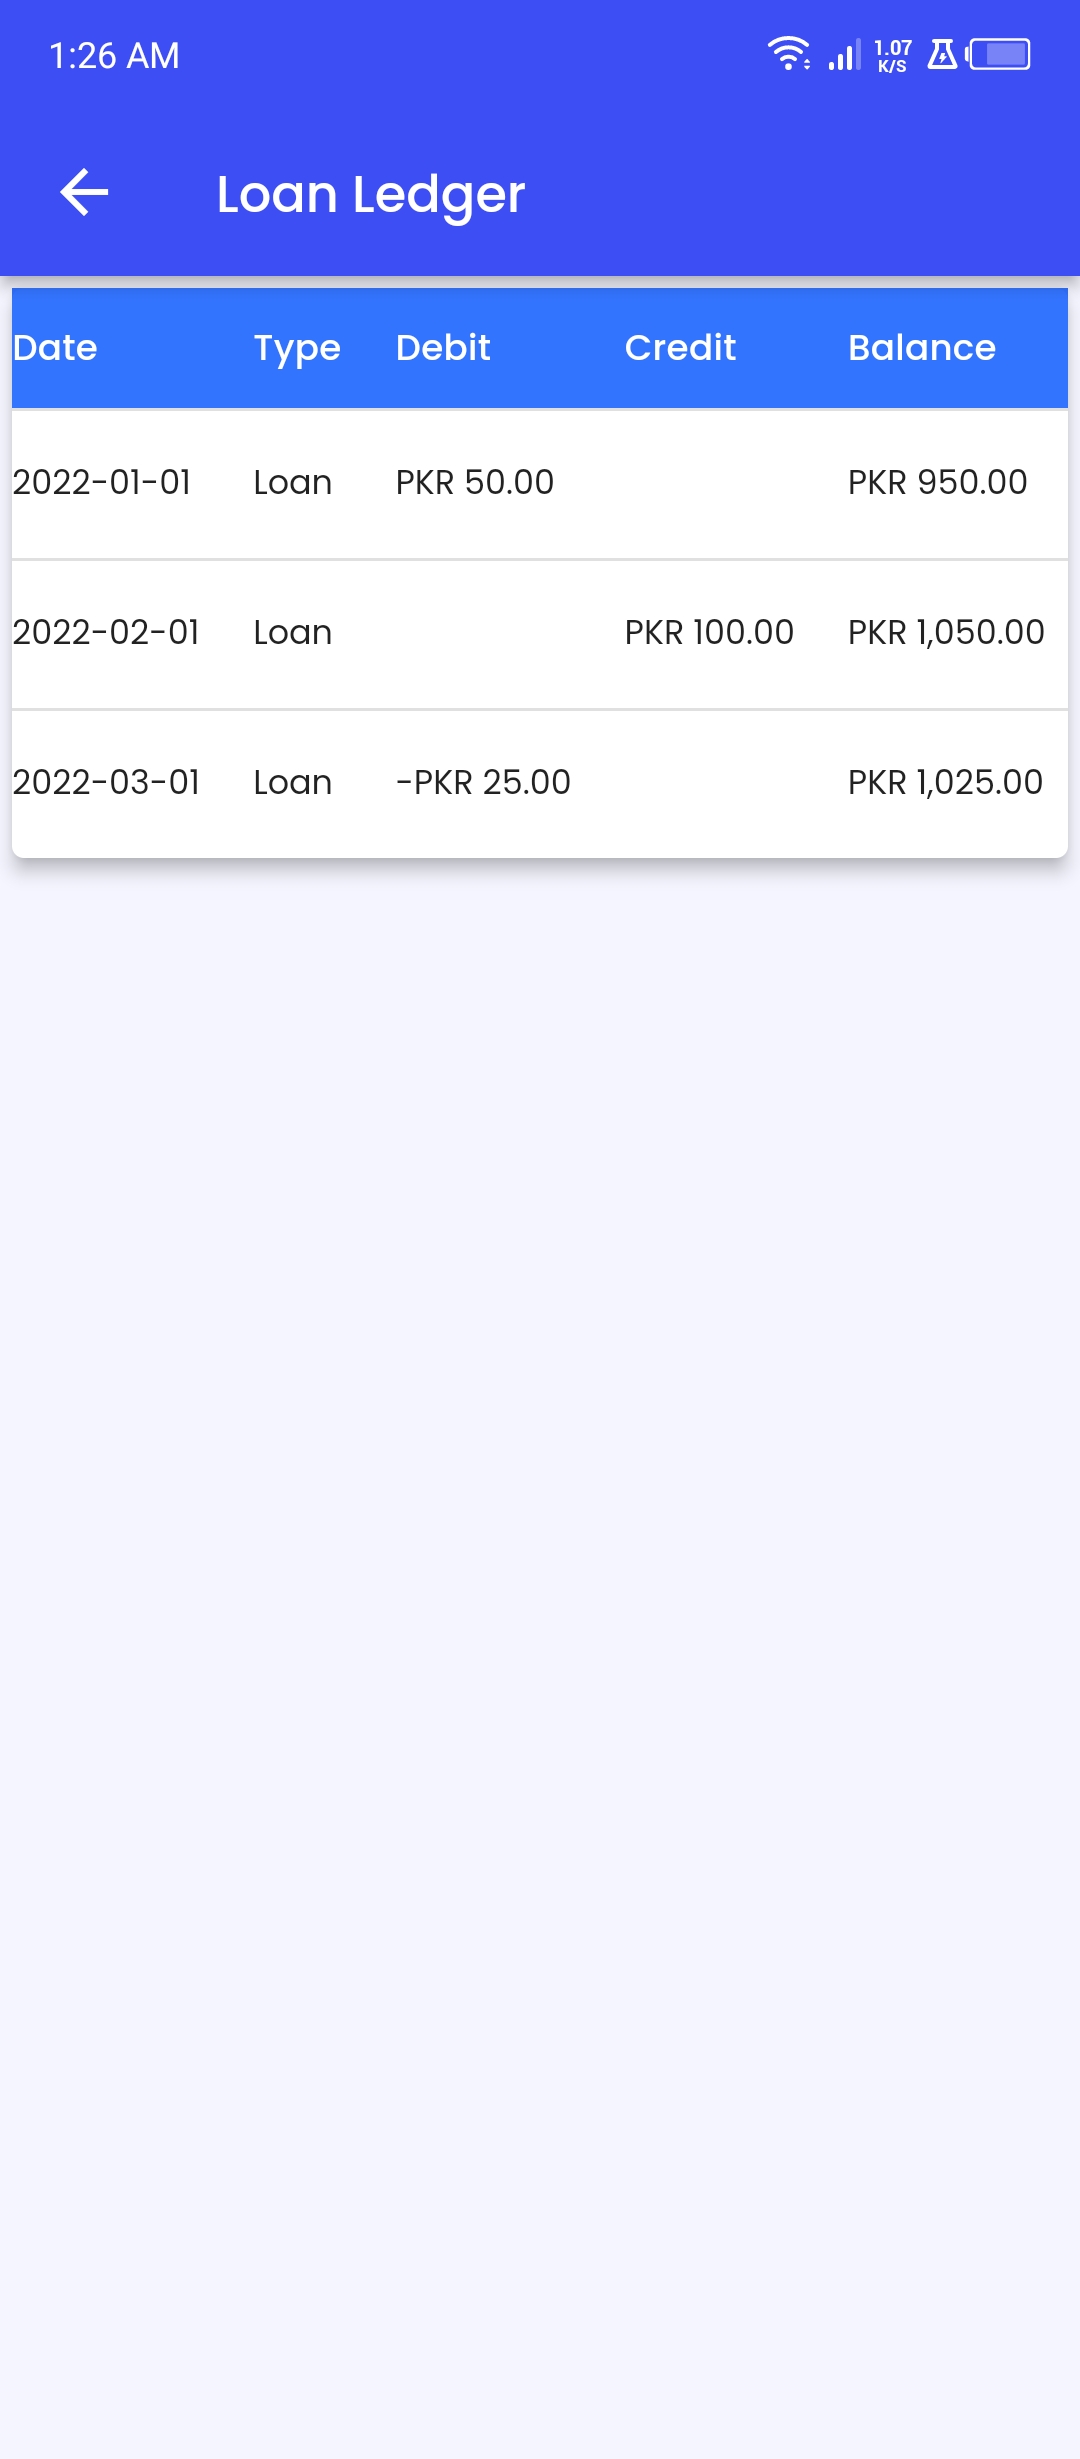 1:26 AM 1.07 K/S
Loan Ledger
Date Type Debit Credit Balance
2022-01-01 Loan PKR 50.00 PKR 950.00
2022-02-01 Loan PKR 100.00 PKR 1,050.00
2022-03-01 Loan -PKR 25.00 PKR 1,025.00